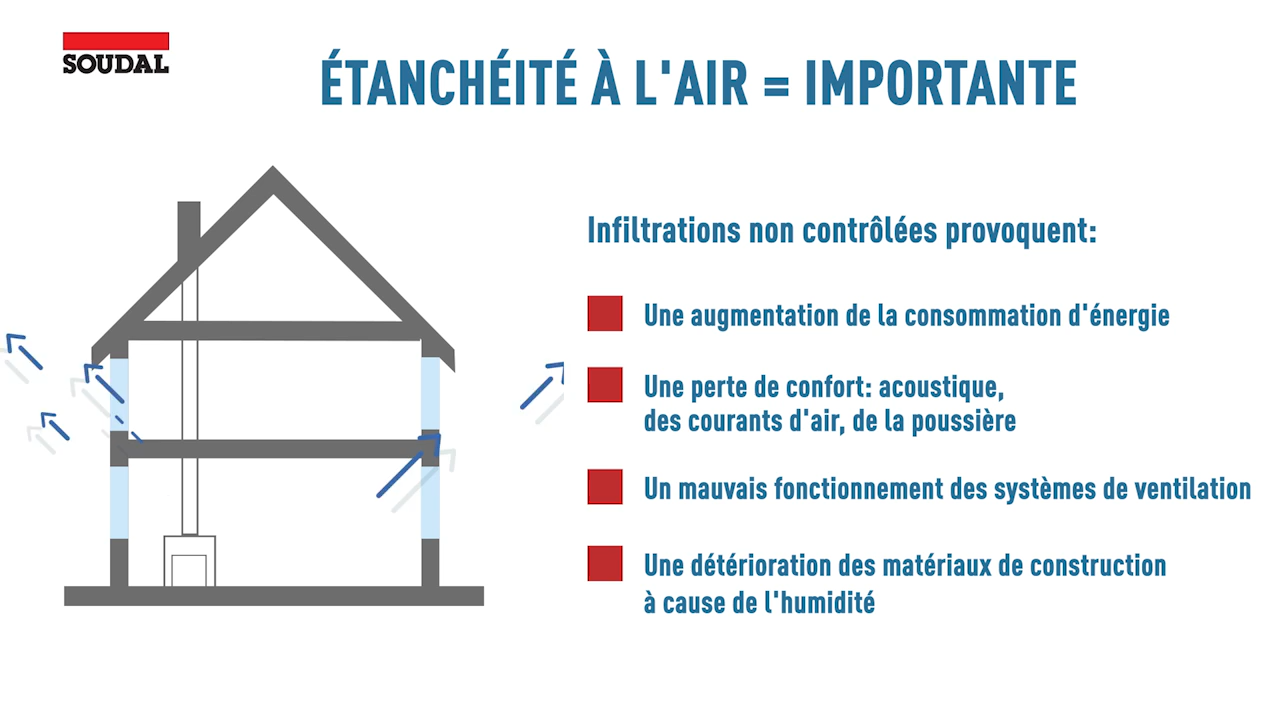 SOUDAL
ÉTANCHÉITÉ À L'AIR = IMPORTANTE
Infiltrations non contrôlées provoquent:
Une augmentation de la consommation d'énergie
Une perte de confort: acoustique,
des courants d'air, de la poussière
Un mauvais fonctionnement des systèmes de ventilation
Une détérioration des matériaux de construction
à cause de l'humidité